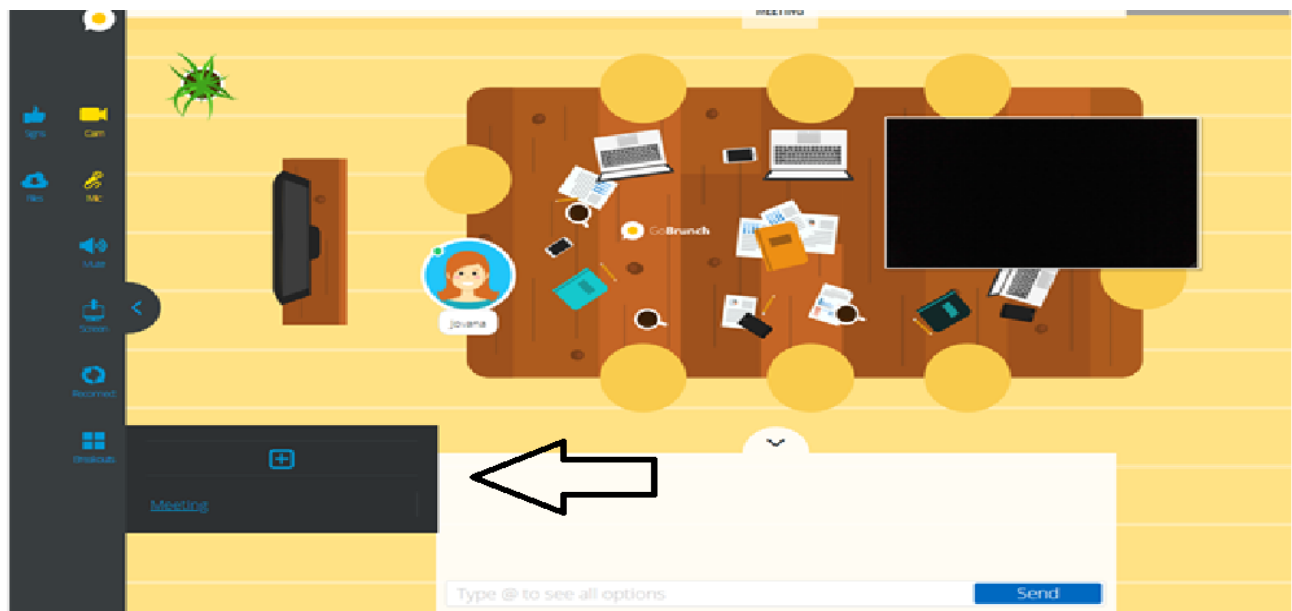 MEETING
Signs
Cam
Files
Mic
Mute
Screen
Reconnect
Breakouts
GoBrunch
Jovana
Meeting
Type @ to see all options
Send